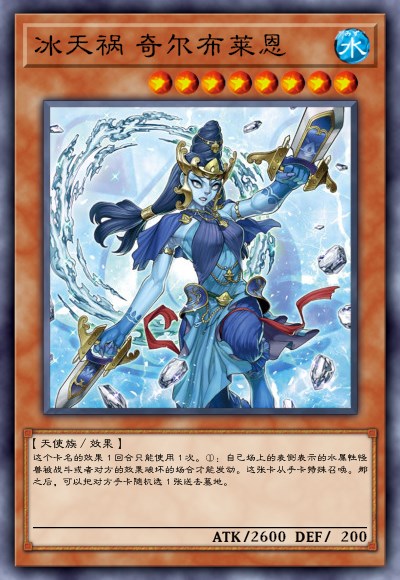 冰天祸 奇尔布莱恩
水
【天使族／效果】
这个卡名的效果1回合只能使用1次。①：自己场上的表侧表示的水属性怪
兽被战斗或者对方的效果破坏的场合才能发动。这张卡从手卡特殊召唤。那
之后，可以把对方手卡随机选1张送去墓地。
ATK/2600 DEF/ 200